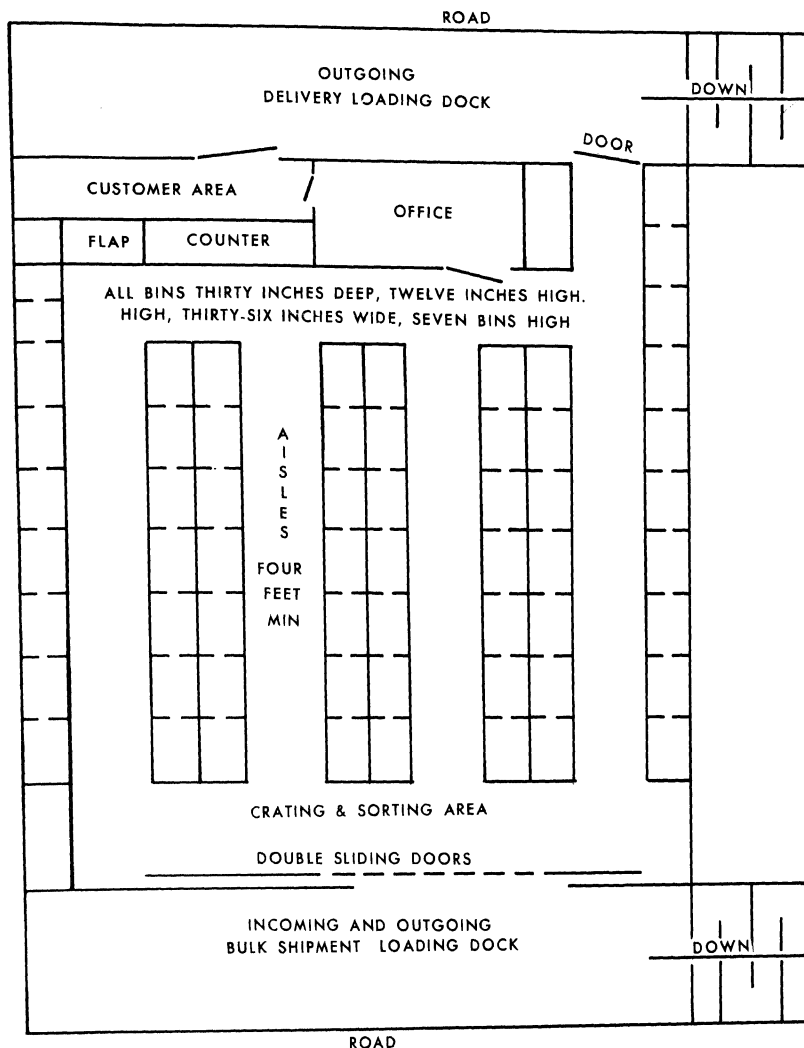 ROAD
OUTGOING
DELIVERY LOADING DOCK
DOWN
DOOR
CUSTOMER AREA
OFFICE
FLAP
COUNTER
ALL BINS THIRTY INCHES DEEP, TWELVE INCHES HIGH.
HIGH, THIRTY-SIX INCHES WIDE, SEVEN BINS HIGH
AISLES
FOUR
FEET
MIN
CRATING & SORTING AREA
DOUBLE SLIDING DOORS
INCOMING AND OUTGOING
BULK SHIPMENT LOADING DOCK
DOWN
ROAD